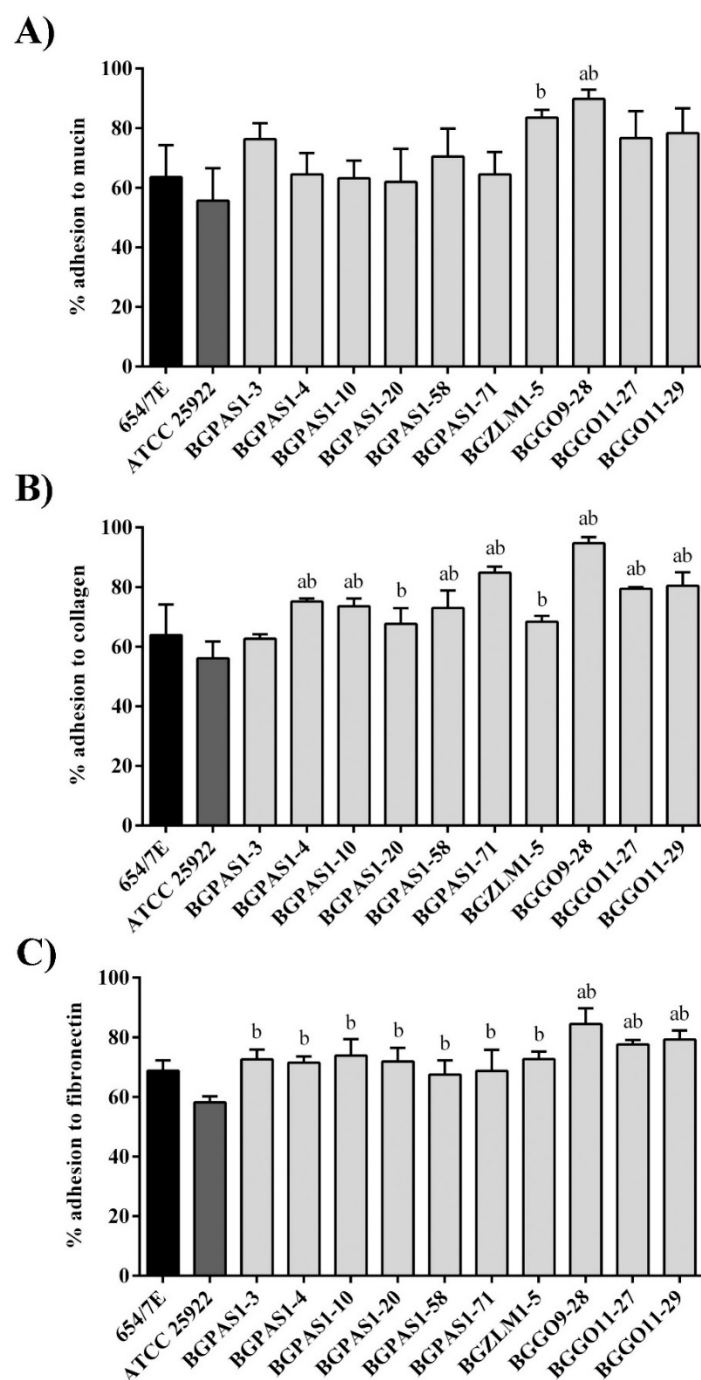 A)
% adhesion to mucin
100
80
60
40
20
0
b
ab
654/7E
ATCC 25922
BGPAS1-3
BGPAS1-4
BGPAS1-10
BGPAS1-20
BGPAS1-58
BGPAS1-71
BGZLM1-5
BGGO9-28
BGGO11-27
BGGO11-29
B)
% adhesion to collagen
100
80
60
40
20
0
ab
ab
b
ab
ab
b
ab
ab
ab
654/7E
ATCC 25922
BGPAS1-3
BGPAS1-4
BGPAS1-10
BGPAS1-20
BGPAS1-58
BGPAS1-71
BGZLM1-5
BGGO9-28
BGGO11-27
BGGO11-29
C)
% adhesion to fibronectin
100
80
60
40
20
0
b
b
b
b
b
b
b
ab
ab
ab
654/7E
ATCC 25922
BGPAS1-3
BGPAS1-4
BGPAS1-10
BGPAS1-20
BGPAS1-58
BGPAS1-71
BGZLM1-5
BGGO9-28
BGGO11-27
BGGO11-29